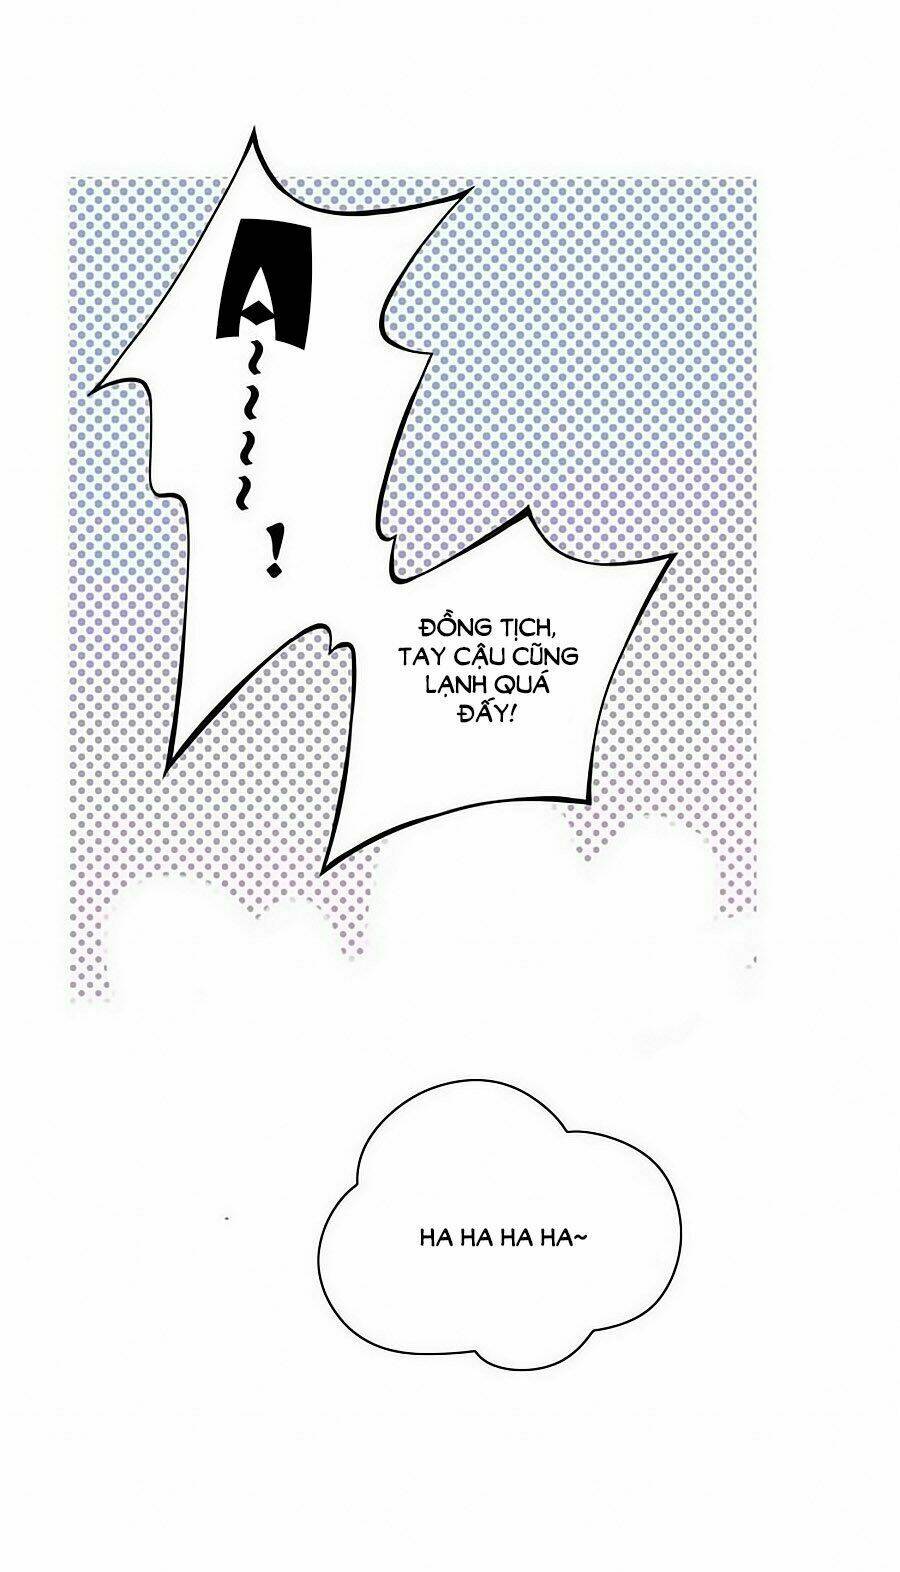 A~~~~!
ĐỒNG TỊCH,
TAY CẬU CŨNG
LẠNH QUÁ
ĐẤY!
HA HA HA HA~